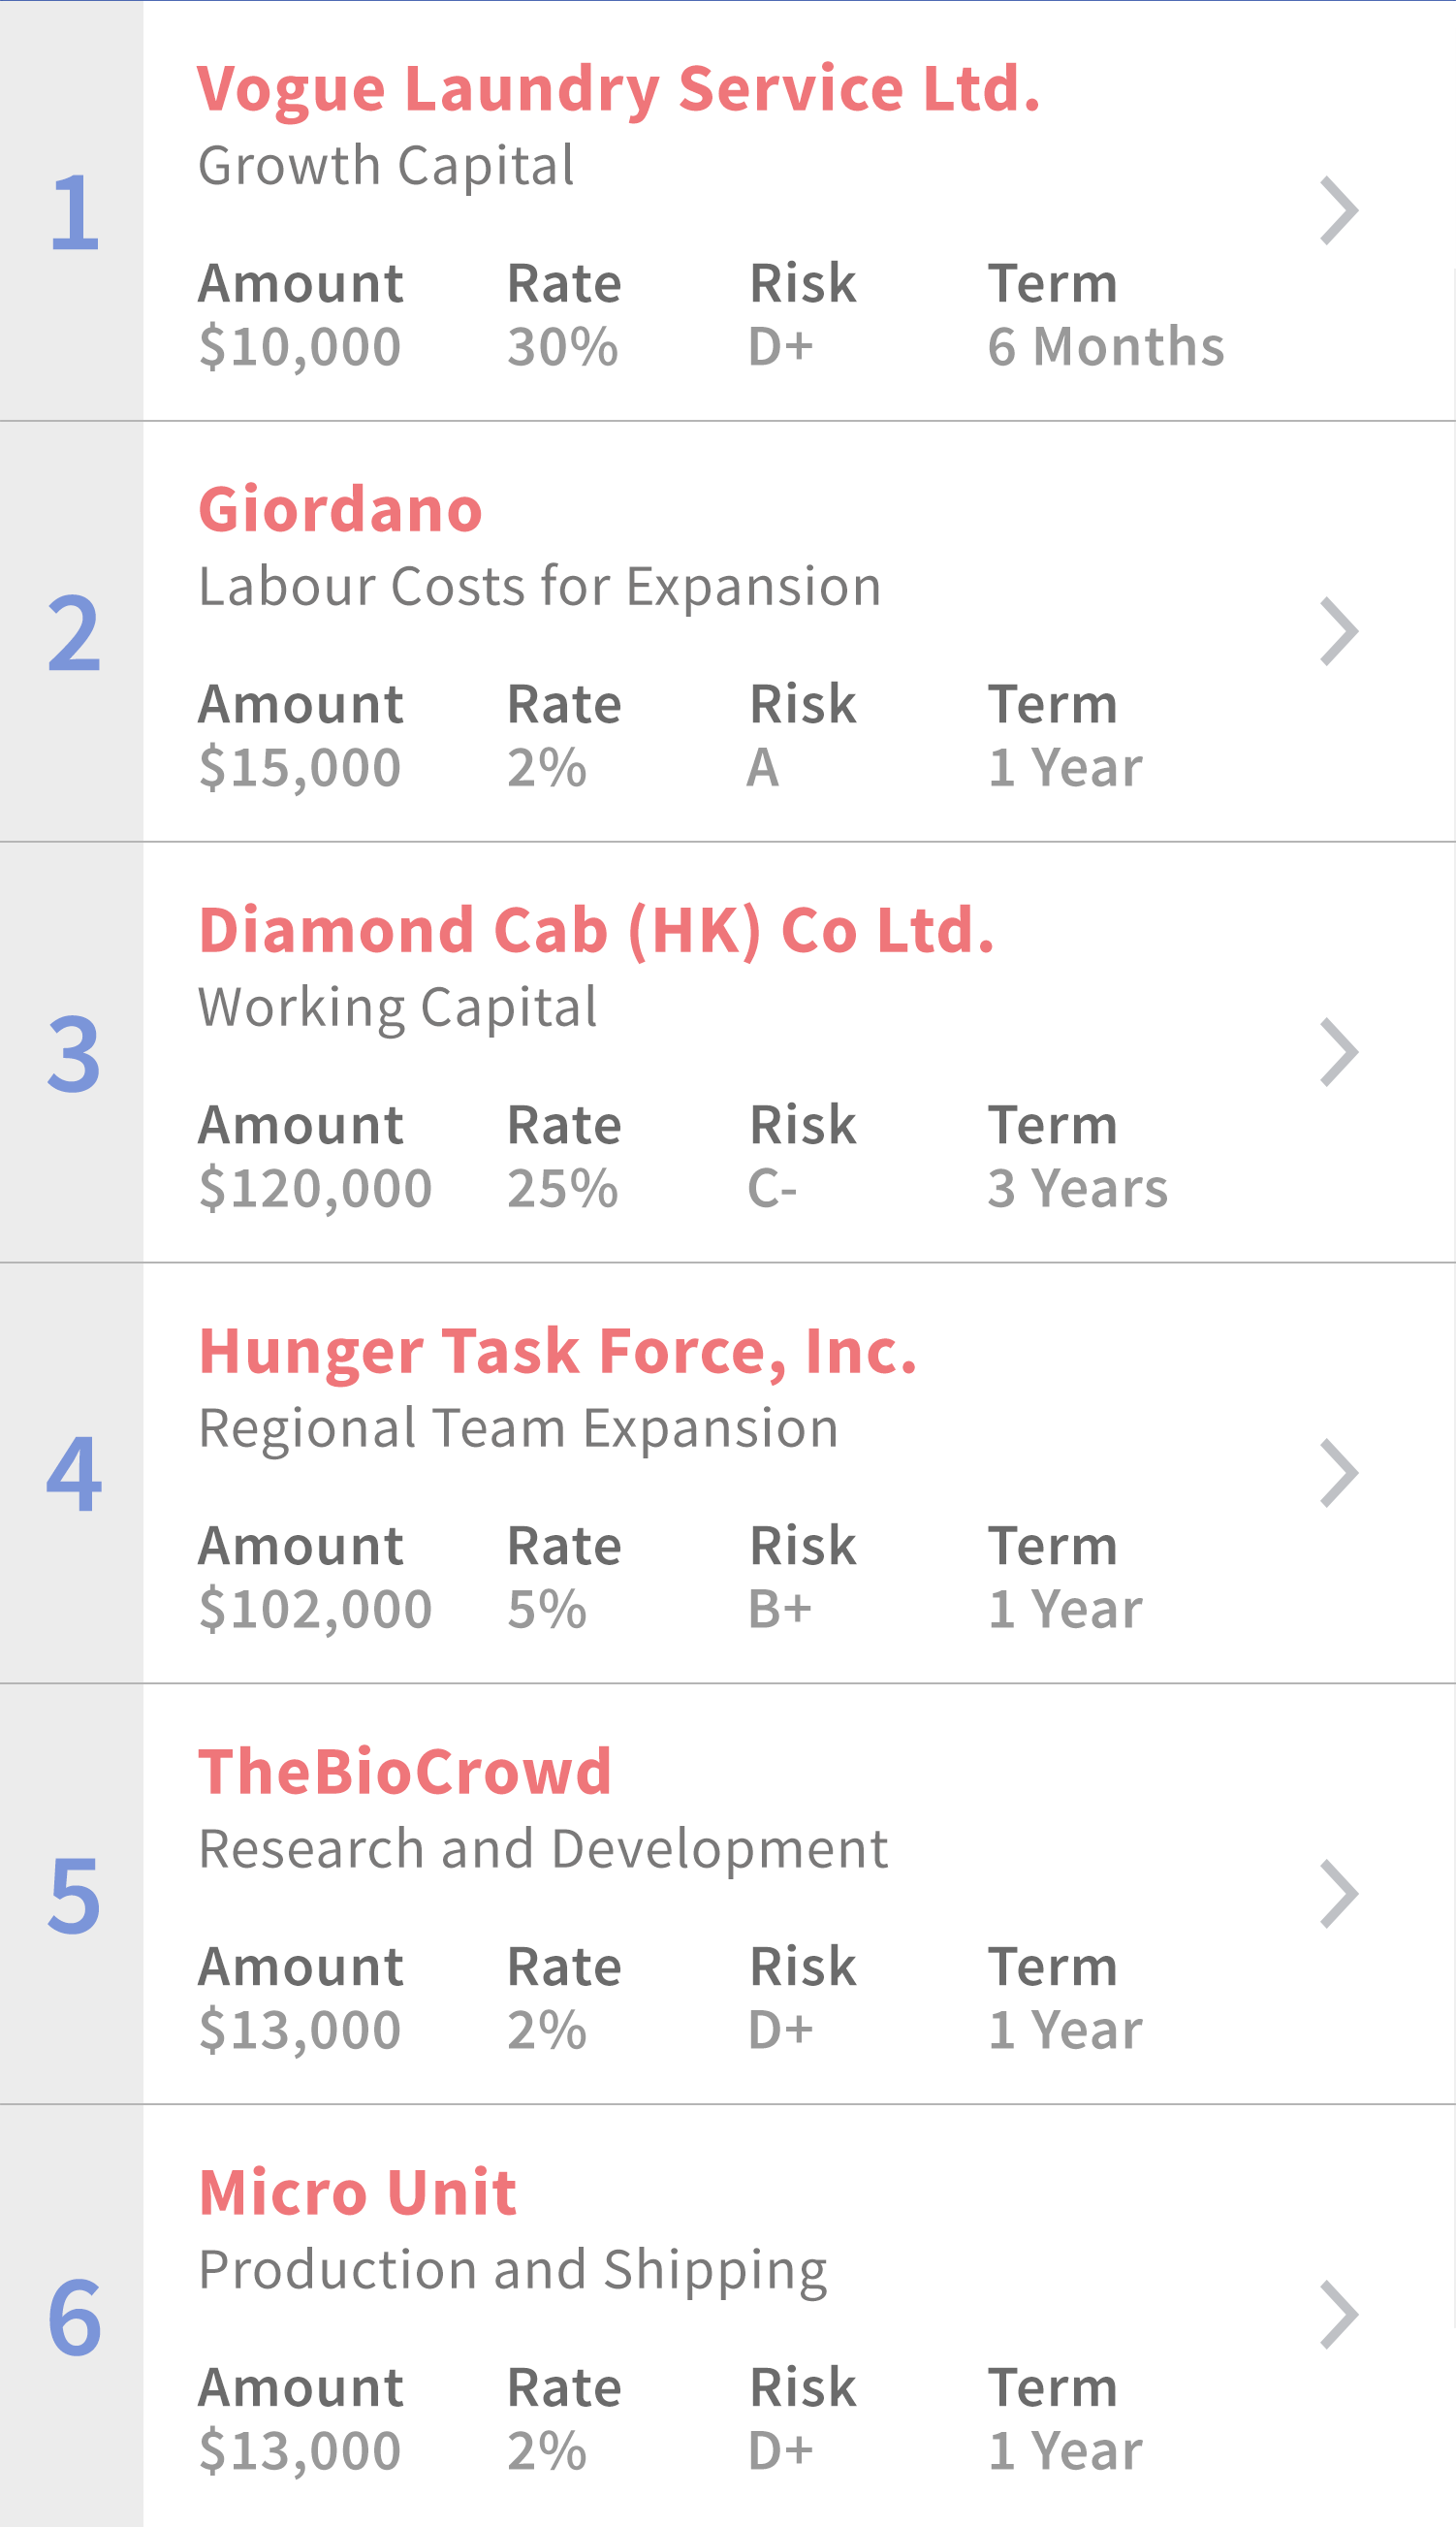 1
Vogue Laundry Service Ltd.
Growth Capital
Amount Rate Risk Term
$10,000 30% D+ 6 Months
2
Giordano
Labour Costs for Expansion
Amount Rate Risk Term
$15,000 2% A 1 Year
3
Diamond Cab (HK) Co Ltd.
Working Capital
Amount Rate Risk Term
$120,000 25% C- 3 Years
4
Hunger Task Force, Inc.
Regional Team Expansion
Amount Rate Risk Term
$102,000 5% B+ 1 Year
5
TheBioCrowd
Research and Development
Amount Rate Risk Term
$13,000 2% D+ 1 Year
6
Micro Unit
Production and Shipping
Amount Rate Risk Term
$13,000 2% D+ 1 Year